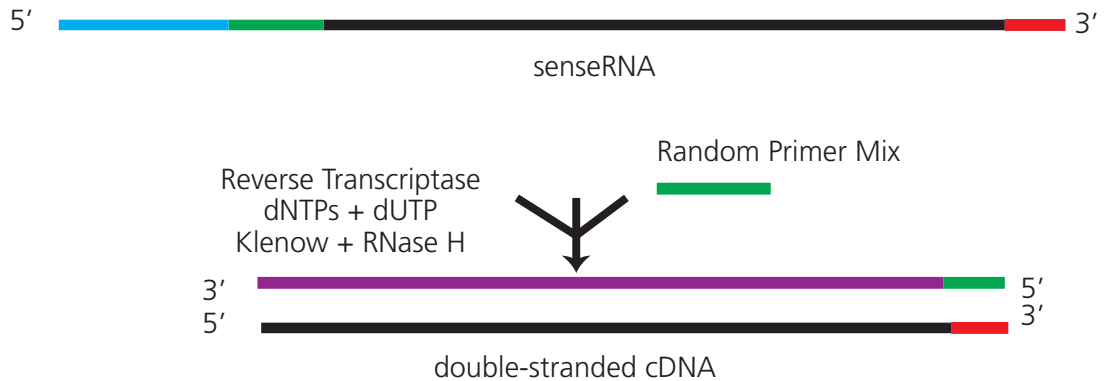 5′ 3′
senseRNA
Random Primer Mix
Reverse Transcriptase
dNTPs + dUTP
Klenow + RNase H
3′ 5′
5′ 3′
double-stranded cDNA